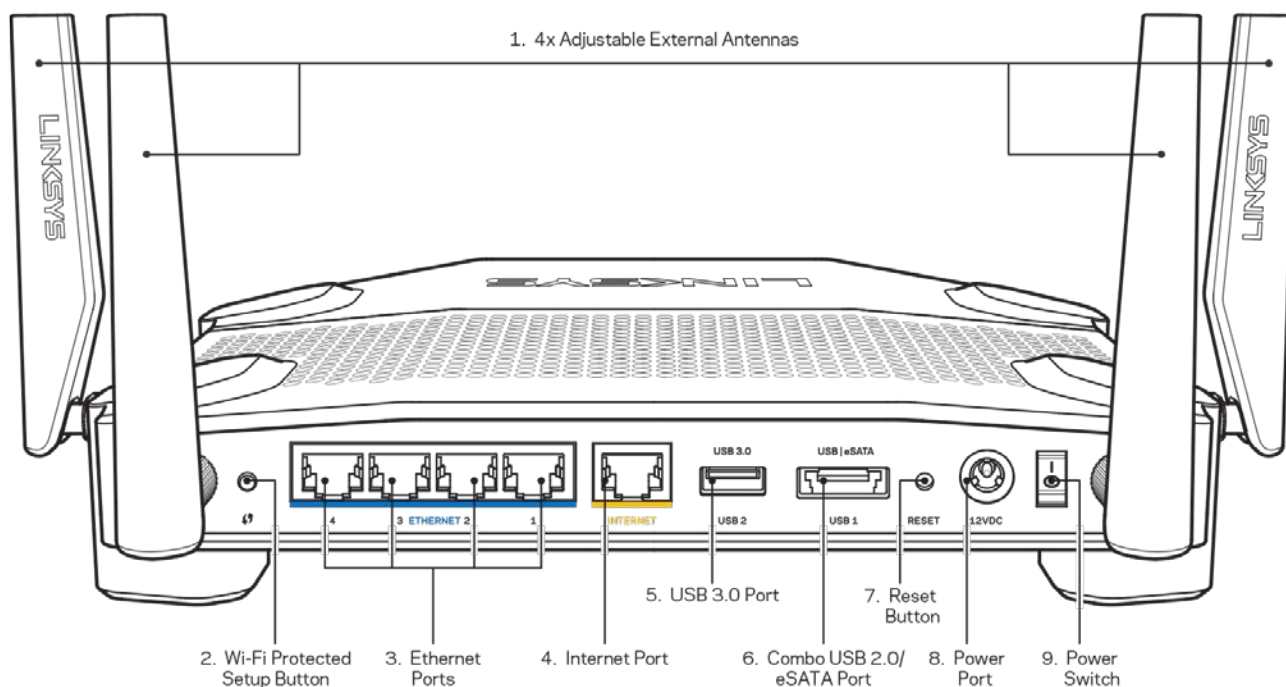 1. 4x Adjustable External Antennas
LINKSYS
LINKSYS
LINKSYS
USB 3.0
USB | eSATA
4
3 ETHERNET 2
1
INTERNET
USB 2
USB 1
RESET
12VDC
5. USB 3.0 Port
7. Reset
Button
2. Wi-Fi Protected
Setup Button
3. Ethernet
Ports
4. Internet Port
6. Combo USB 2.0/
eSATA Port
8. Power
Port
9. Power
Switch